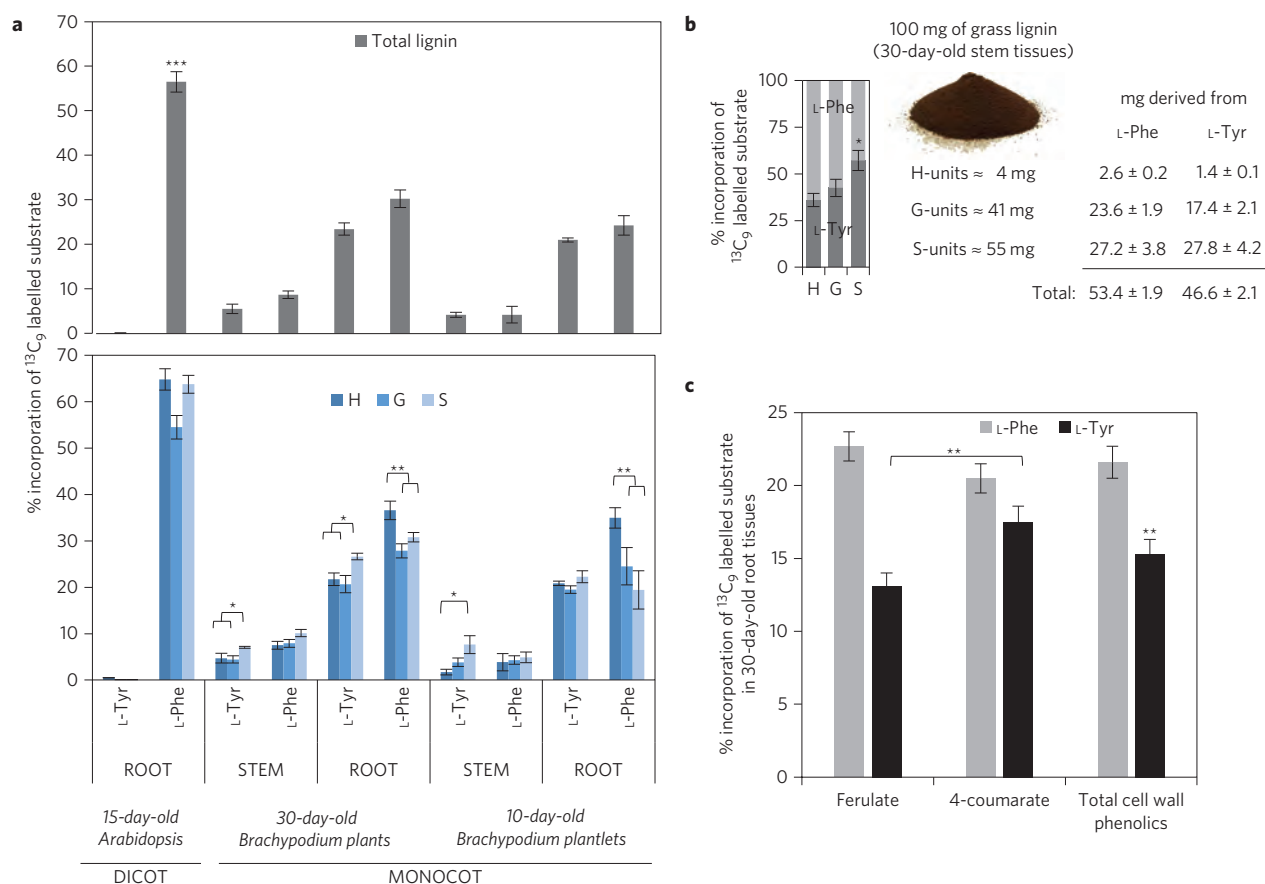 a
70
60
50
40
30
20
10
0
Total lignin
***
70
60
50
40
30
20
10
0
% incorporation of ¹³C₉ labelled substrate
H G S
*
*
**
*
**
L-Tyr
L-Phe
L-Tyr
L-Phe
L-Tyr
L-Phe
L-Tyr
L-Phe
L-Tyr
L-Phe
ROOT STEM ROOT STEM ROOT
15-day-old
Arabidopsis
30-day-old
Brachypodium plants
10-day-old
Brachypodium plantlets
DICOT MONOCOT
b
100 mg of grass lignin
(30-day-old stem tissues)
% incorporation of
¹³C₉ labelled substrate
100
75
50
25
0
L-Phe
L-Tyr
*
H G S
mg derived from
L-Phe L-Tyr
H-units ≈ 4 mg 2.6 ± 0.2 1.4 ± 0.1
G-units ≈ 41 mg 23.6 ± 1.9 17.4 ± 2.1
S-units ≈ 55 mg 27.2 ± 3.8 27.8 ± 4.2
Total: 53.4 ± 1.9 46.6 ± 2.1
c
% incorporation of ¹³C₉ labelled substrate
in 30-day-old root tissues
25
20
15
10
5
0
L-Phe L-Tyr
**
**
Ferulate
4-coumarate
Total cell wall
phenolics